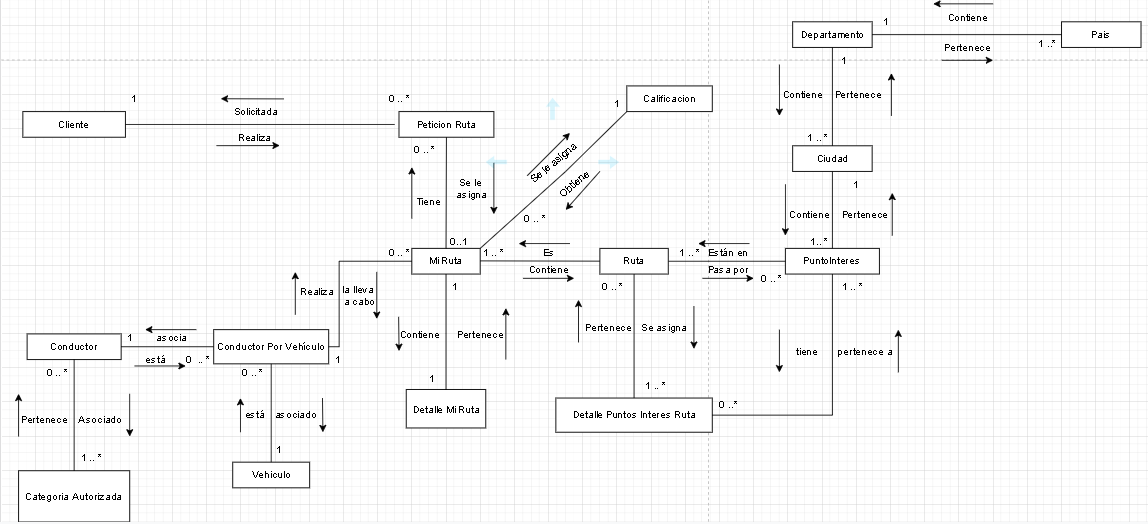 Contiene
1
Departamento
Pais
1 ..*
Pertenece
1
Contiene
Pertenece
1 ..*
Ciudad
1
Contiene
Pertenece
1..*
1
Solicitada
0 ..*
Cliente
Peticion Ruta
Realiza
0 ..*
1
Calificacion
Se le asigna
Obtiene
0 ..*
Tiene
Se le
asigna
0..1
0 ..*
Mi Ruta
1 ..*
Es
Contiene
Ruta
1 ..*
Están en
Pasa por
0 ..*
PuntoInteres
0 ..*
1 ..*
1
Realiza
la lleva
a cabo
Contiene
Pertenece
Pertenece
Se asigna
tiene
pertenece a
Conductor
1
asocia
está
0 ..*
Conductor Por Vehículo
1
0 ..*
0 ..*
1
1 ..*
Detalle Mi Ruta
Detalle Puntos Interes Ruta
0 ..*
Pertenece
Asociado
está
asociado
1 ..*
1
Categoria Autorizada
Vehiculo